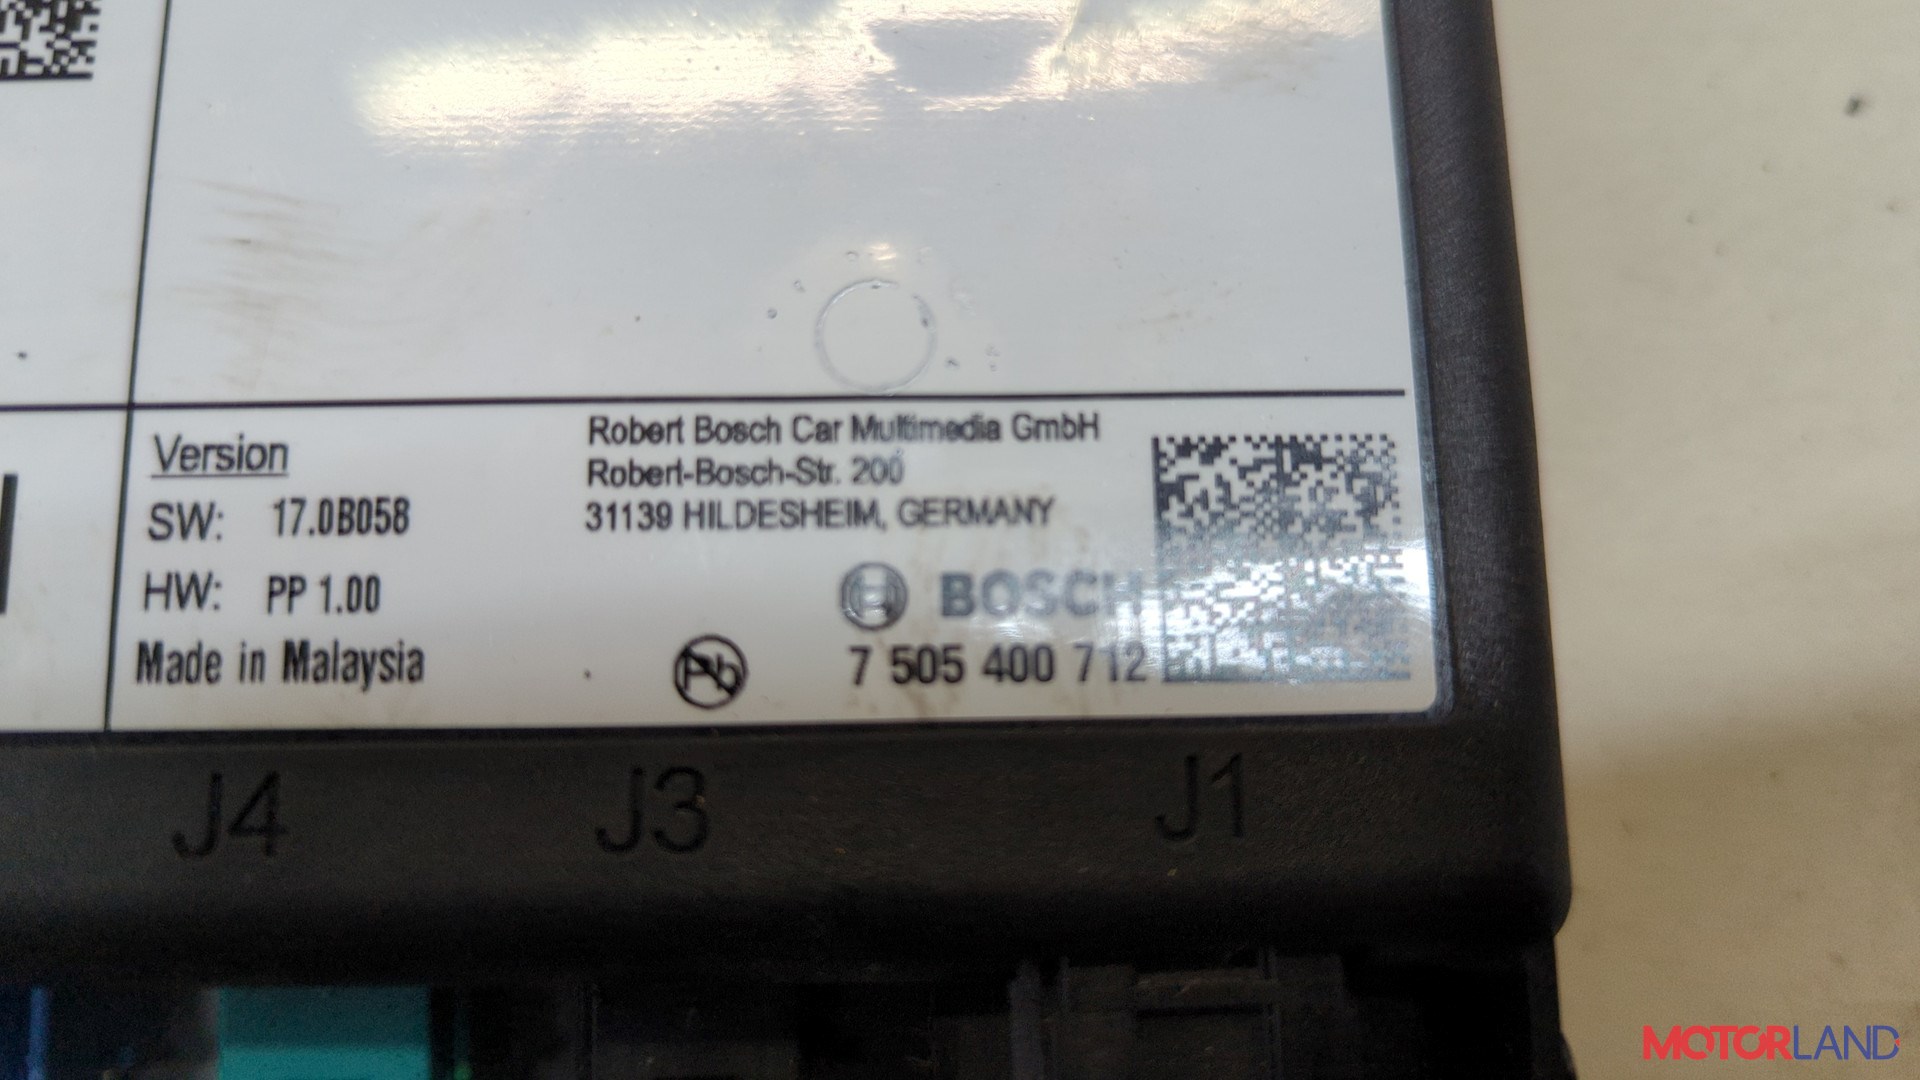 Version
SW: 17.0B058
HW: PP 1.00
Made in Malaysia
Robert Bosch Car Multimedia GmbH
Robert-Bosch-Str. 200
31139 HILDESHEIM, GERMANY
BOSCH
Pb
7 505 400 712
J4 J3 J1
MOTORLAND